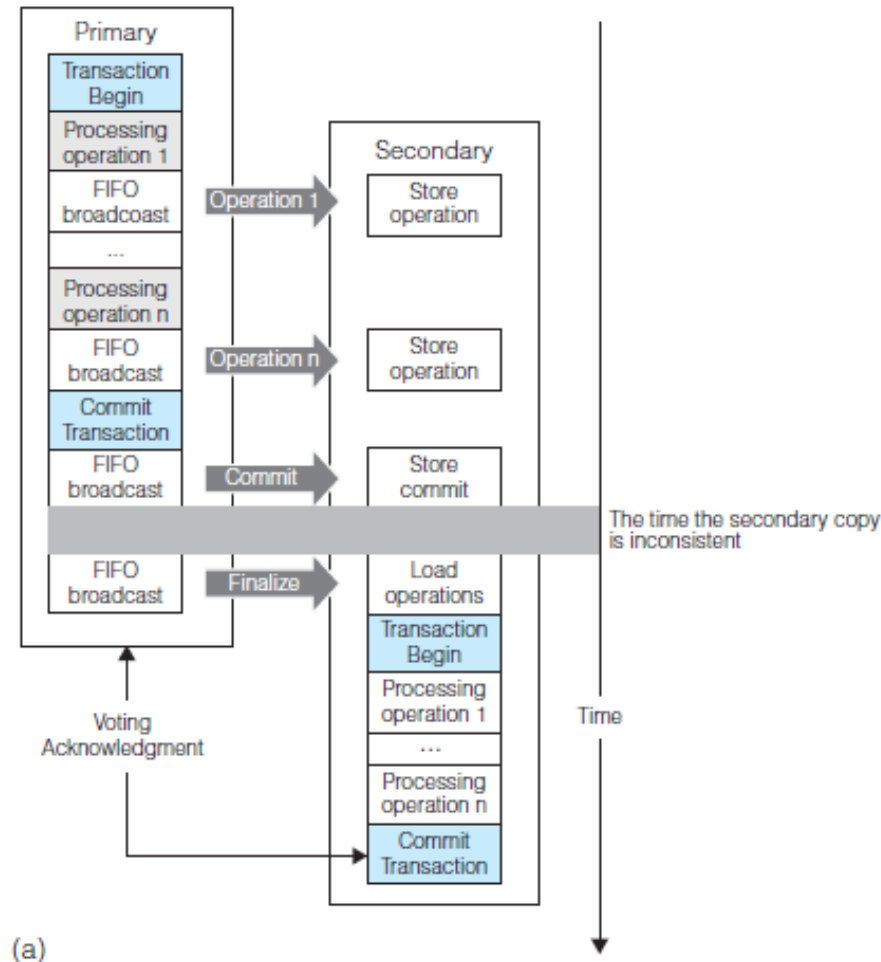 Primary
Transaction
Begin
Processing
operation 1
FIFO
broadcoast
Operation 1
...
Processing
operation n
FIFO
broadcast
Operation n
Commit
Transaction
FIFO
broadcast
Commit
FIFO
broadcast
Finalize
Secondary
Store
operation
Store
operation
Store
commit
The time the secondary copy
is inconsistent
Load
operations
Transaction
Begin
Processing
operation 1
...
Processing
operation n
Commit
Transaction
Voting
Acknowledgment
Time
(a)